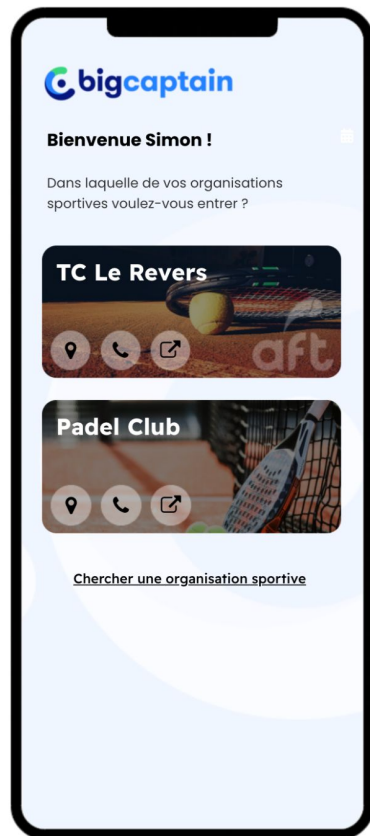 bigcaptain
Bienvenue Simon !
Dans laquelle de vos organisations
sportives voulez-vous entrer ?
TC Le Revers
aft
Padel Club
Chercher une organisation sportive